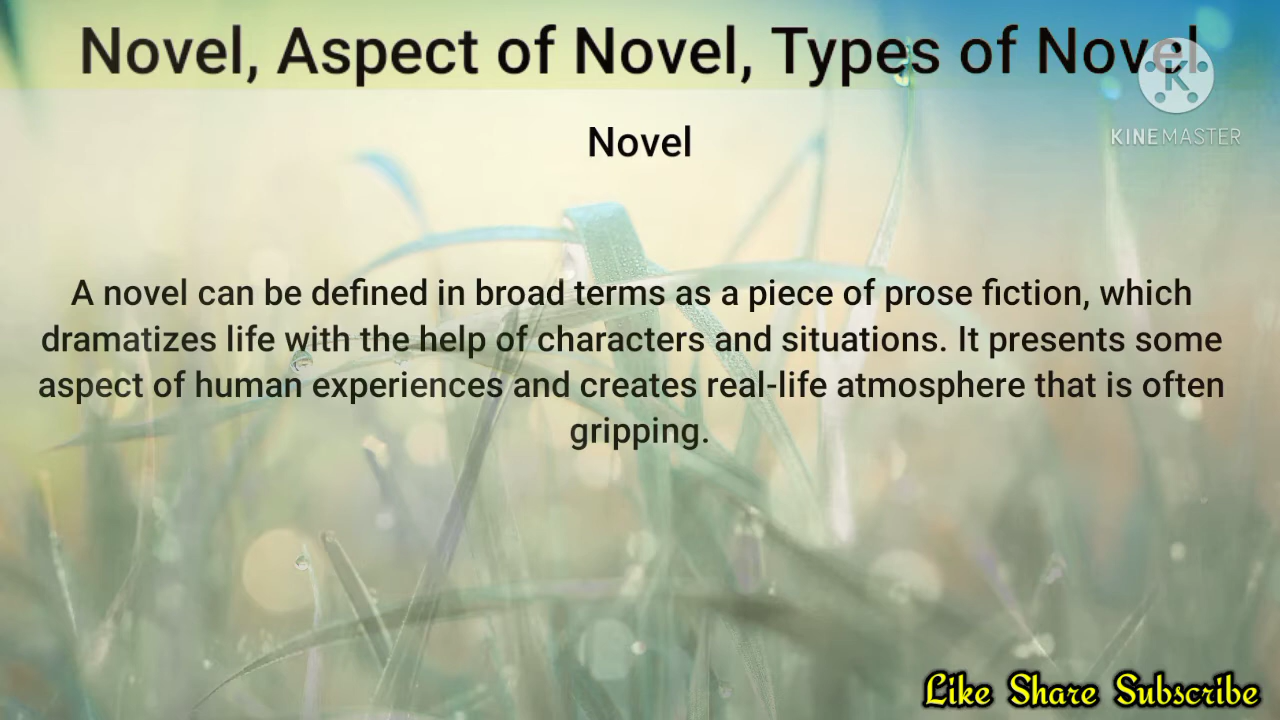 Novel, Aspect of Novel, Types of Novel
K
KINEMASTER
Novel
A novel can be defined in broad terms as a piece of prose fiction, which
dramatizes life with the help of characters and situations. It presents some
aspect of human experiences and creates real-life atmosphere that is often
gripping.
Like Share Subscribe